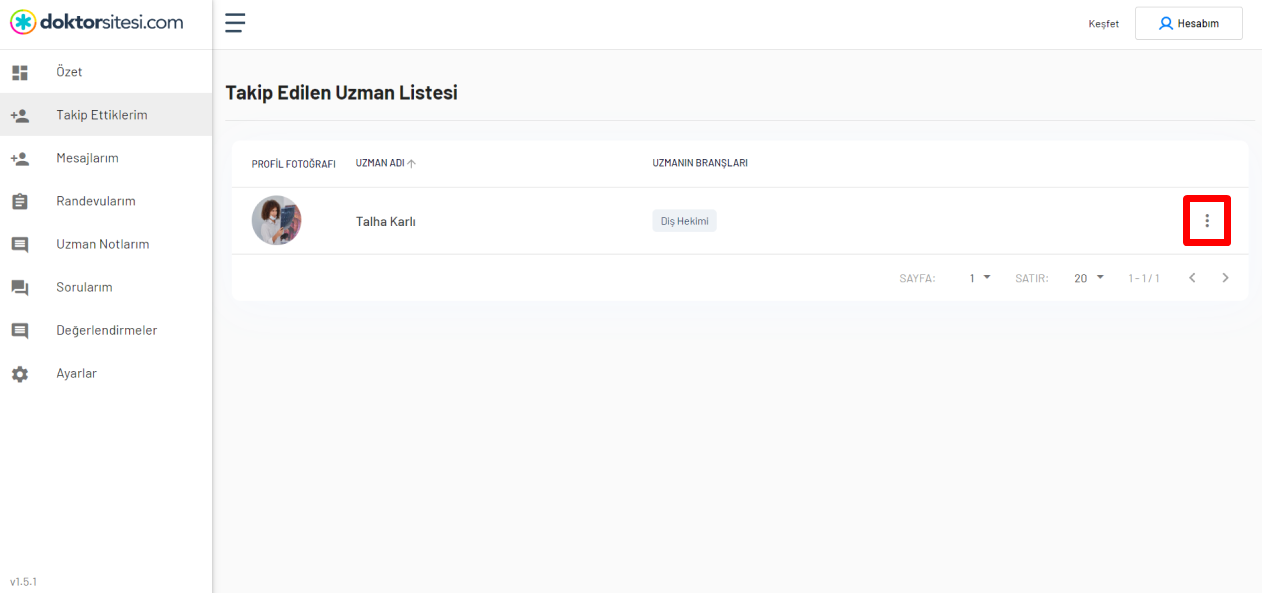 doktorsitesi.com
Keşfet
Hesabım
Özet
Takip Ettiklerim
Mesajlarım
Randevularım
Uzman Notlarım
Sorularım
Değerlendirmeler
Ayarlar
v1.5.1
Takip Edilen Uzman Listesi
PROFİL FOTOĞRAFI UZMAN ADI UZMANIN BRANŞLARI
Talha Karlı Diş Hekimi
SAYFA: 1 SATIR: 20 1 - 1 / 1